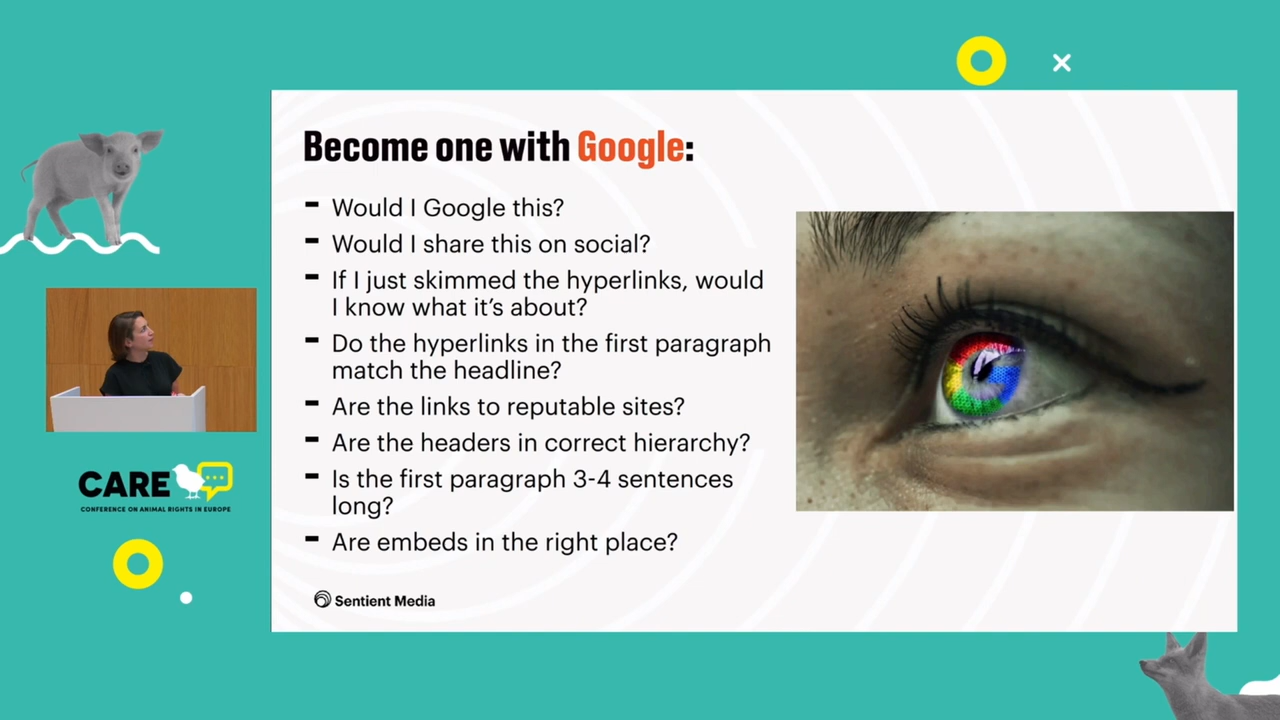 Become one with Google:
- Would I Google this?
- Would I share this on social?
- If I just skimmed the hyperlinks, would
I know what it’s about?
- Do the hyperlinks in the first paragraph
match the headline?
- Are the links to reputable sites?
- Are the headers in correct hierarchy?
- Is the first paragraph 3-4 sentences
long?
- Are embeds in the right place?
Sentient Media
CARE
CONFERENCE ON ANIMAL RIGHTS IN EUROPE